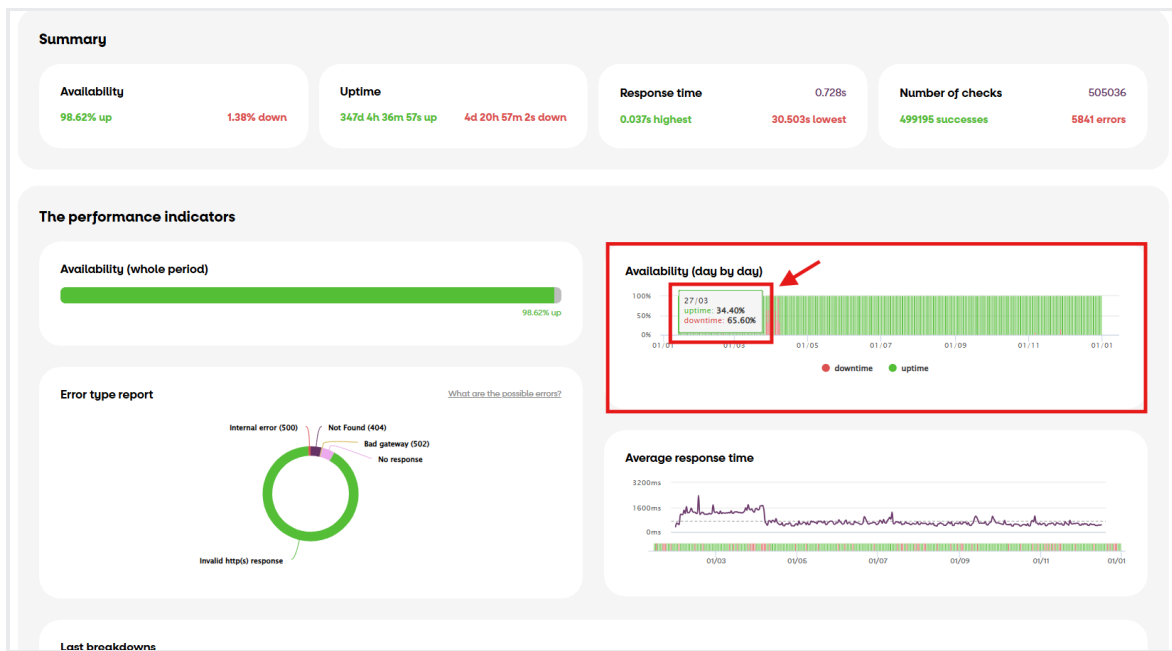 Summary
Availability
98.62% up
1.38% down
Uptime
347d 4h 36m 57s up
4d 20h 57m 2s down
Response time
0.728s
0.037s highest
30.503s lowest
Number of checks
505036
499195 successes
5841 errors
The performance indicators
Availability (whole period)
98.62% up
Availability (day by day)
100%
50%
0%
27/03
uptime: 34.40%
downtime: 65.60%
01/01
01/03
01/05
01/07
01/09
01/11
01/01
downtime
uptime
Error type report
What are the possible errors?
Internal error (500)
Not Found (404)
Bad gateway (502)
No response
Invalid http(s) response
Average response time
3200ms
1600ms
0ms
01/03
01/05
01/07
01/09
01/11
01/01
Last breakdowns